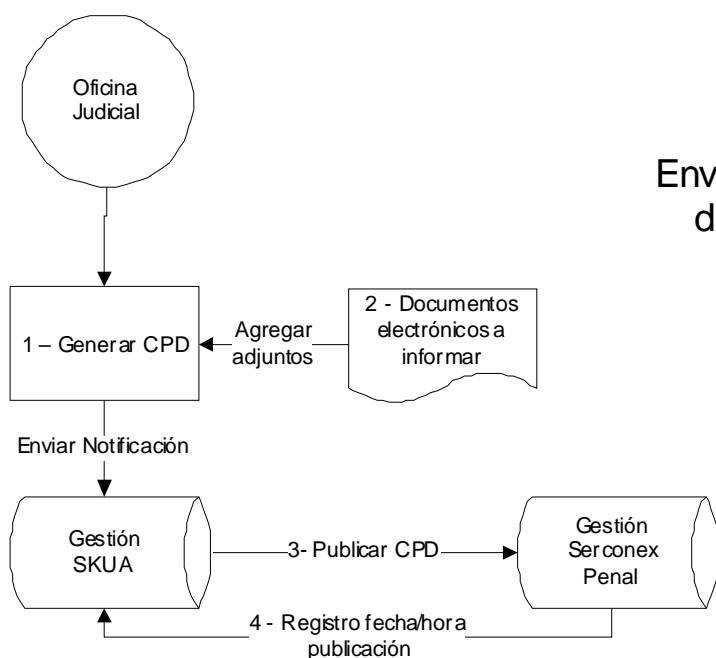 Oficina
Judicial
Env
d
1 – Generar CPD
Agregar
adjuntos
2 - Documentos
electrónicos a
informar
Enviar Notificación
Gestión
SKUA
3- Publicar CPD
Gestión
Serconex
Penal
4 - Registro fecha/hora
publicación